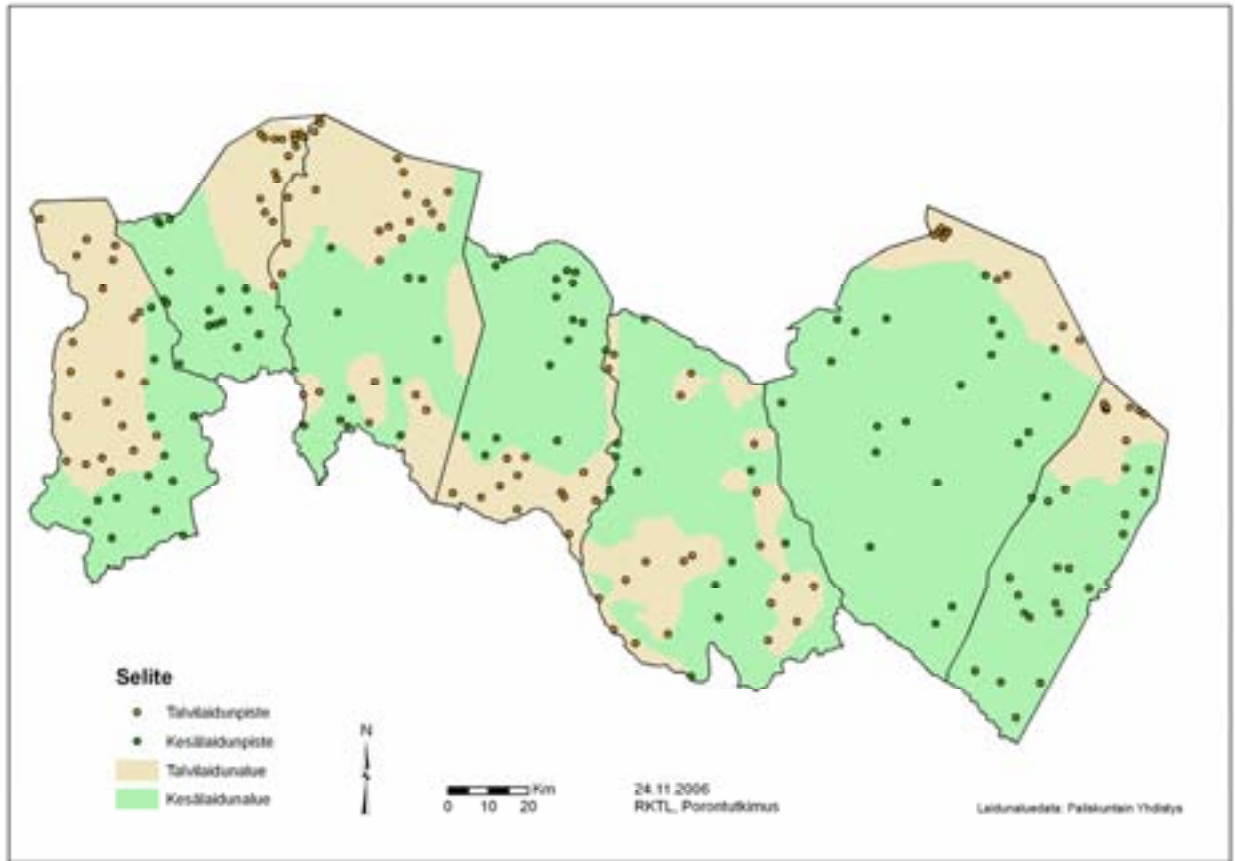 Selite
Talvilaidunpiste
Kesälaidunpiste
Talvilaidunalue
Kesälaidunalue
N
Km
0 10 20
24.11.2006
RKTL, Porontutkimus
Laidunaluedata: Paliskuntain Yhdistys